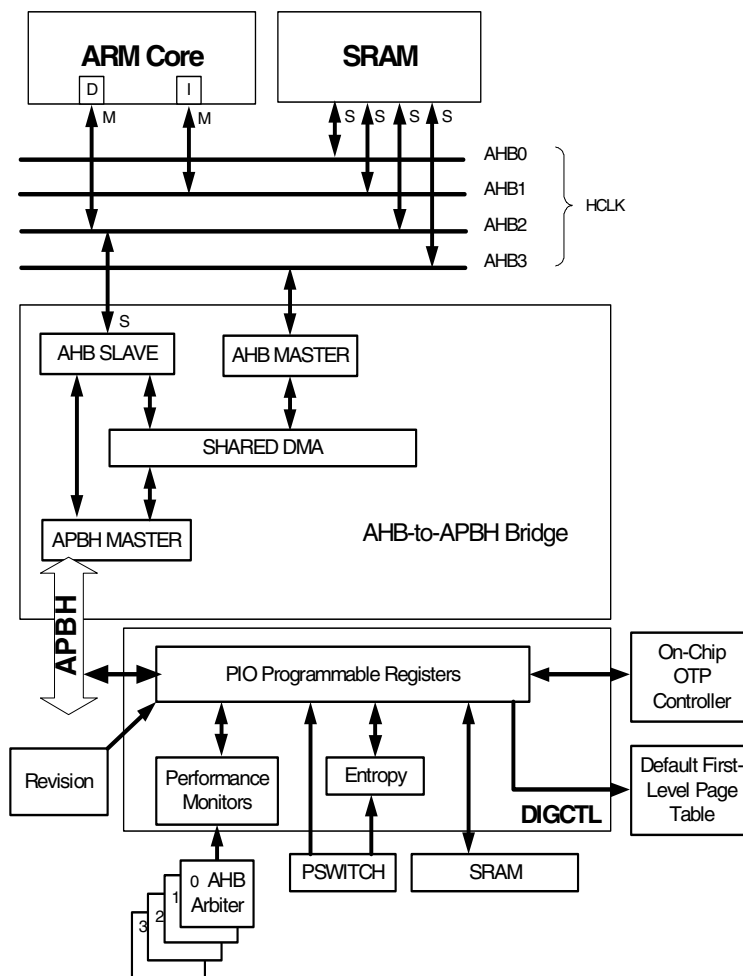 ARM Core
SRAM
D
I
M
M
S
S
S
S
AHB0
AHB1
AHB2
AHB3
HCLK
S
AHB SLAVE
AHB MASTER
SHARED DMA
APBH MASTER
AHB-to-APBH Bridge
APBH
PIO Programmable Registers
On-Chip
OTP
Controller
Revision
Performance
Monitors
Entropy
Default First-
Level Page
Table
DIGCTL
PSWITCH
SRAM
0 AHB
Arbiter
1
2
3